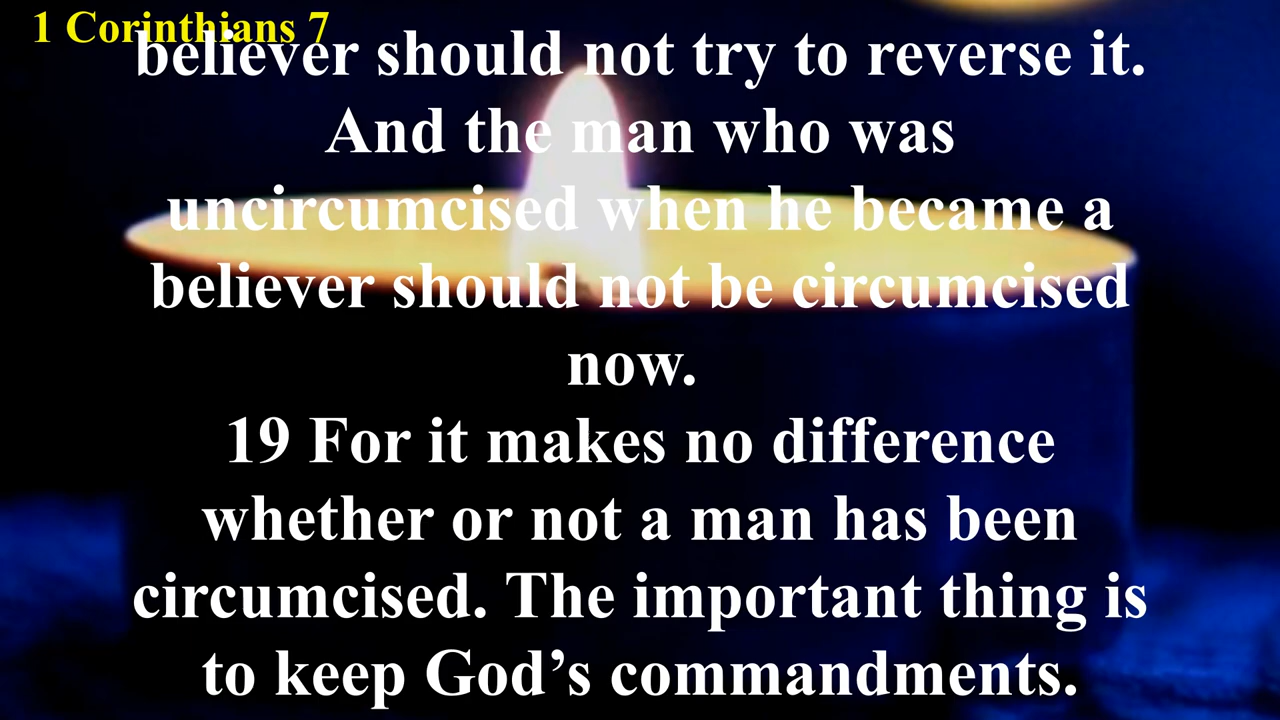 1 Corinthians 7
believer should not try to reverse it.
And the man who was
uncircumcised when he became a
believer should not be circumcised
now.
19 For it makes no difference
whether or not a man has been
circumcised. The important thing is
to keep God’s commandments.